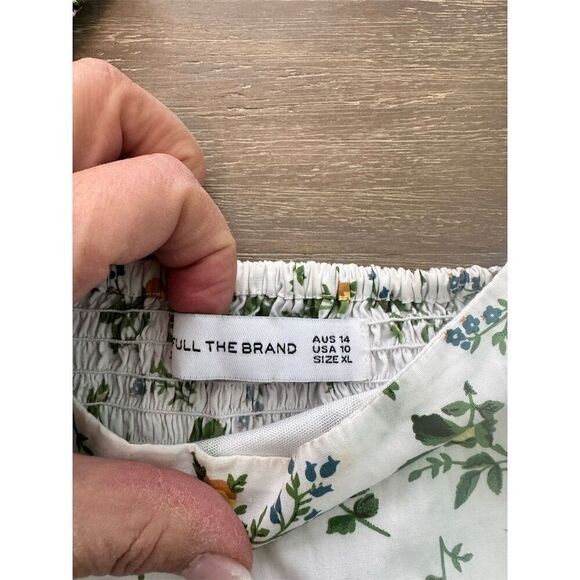 FULL THE BRAND
AUS 14
USA 10
SIZE XL